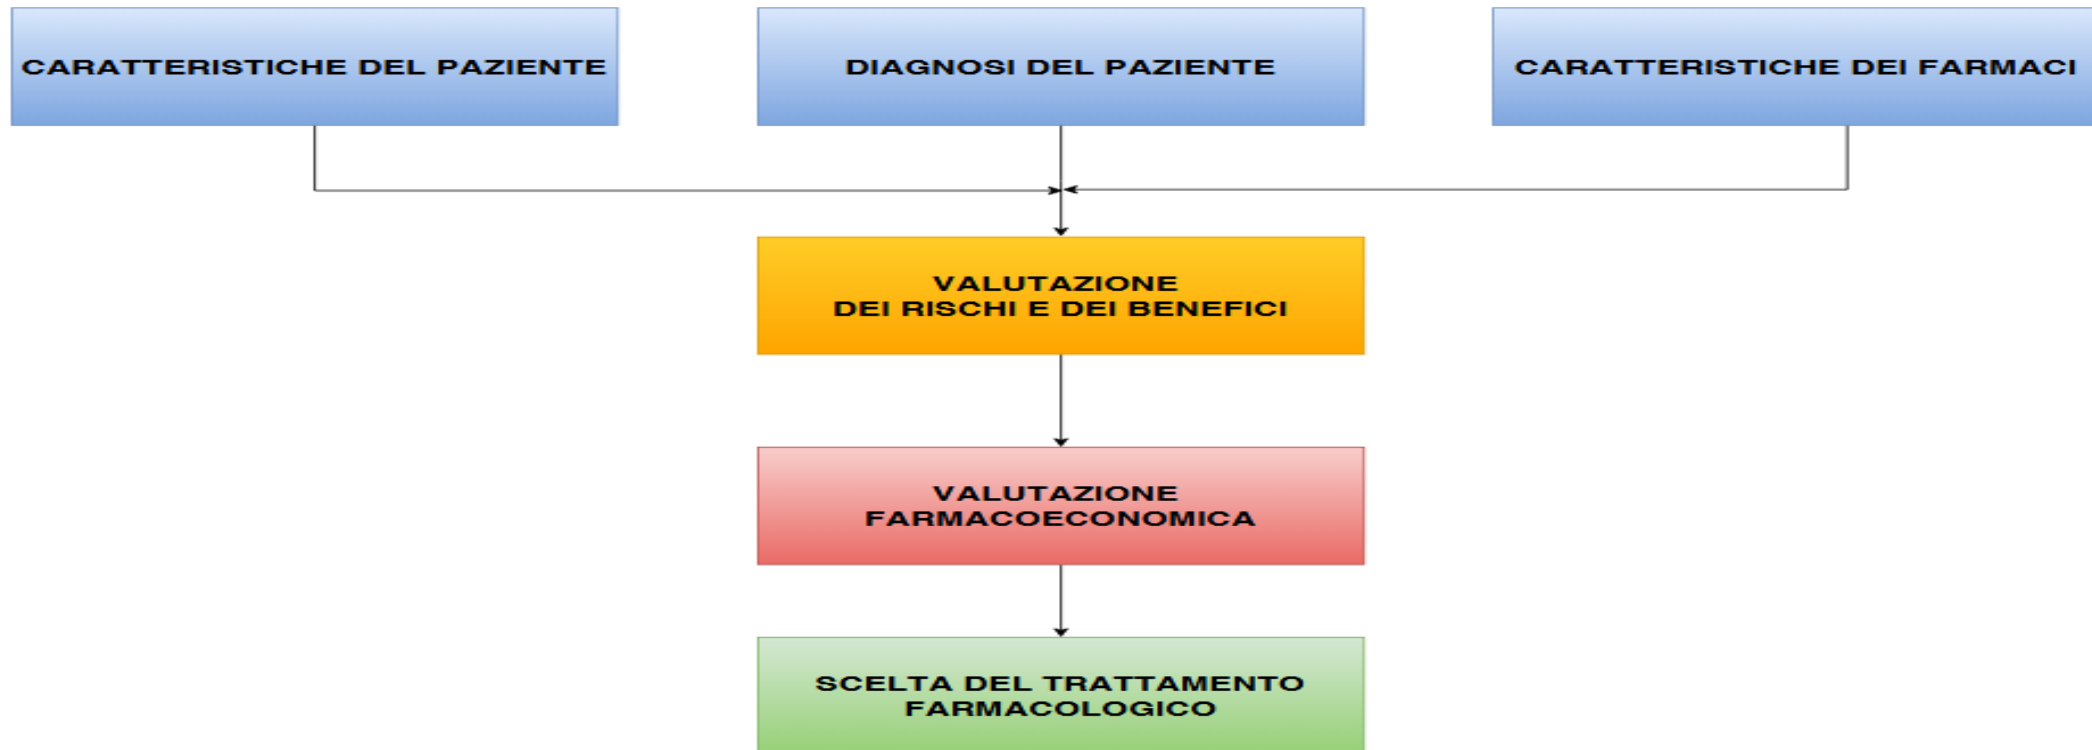 CARATTERISTICHE DEL PAZIENTE
DIAGNOSI DEL PAZIENTE
CARATTERISTICHE DEI FARMACI
VALUTAZIONE
DEI RISCHI E DEI BENEFICI
VALUTAZIONE
FARMACOECONOMICA
SCELTA DEL TRATTAMENTO
FARMACOLOGICO